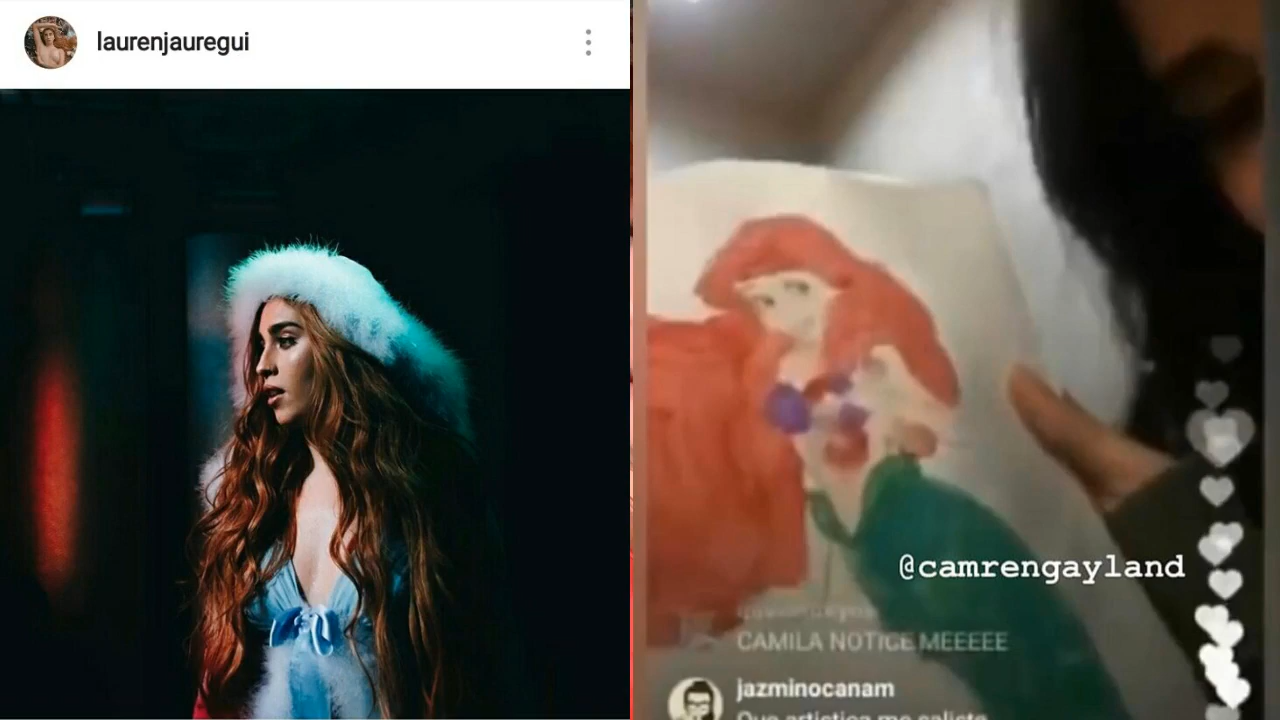 laurenjauregui
@camrengayland
CAMILA NOTICE MEEEEE
jazminocanam
Que artistica me saliste